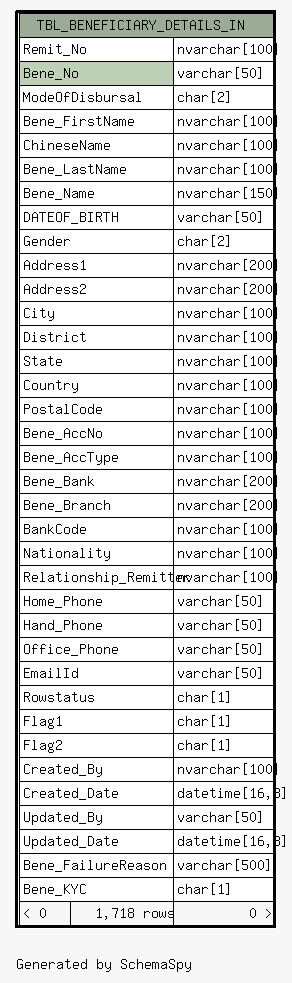 TBL_BENEFICIARY_DETAILS_IN
Remit_No nvarchar[100]
Bene_No varchar[50]
ModeOfDisbursal char[2]
Bene_FirstName nvarchar[100]
ChineseName nvarchar[100]
Bene_LastName nvarchar[100]
Bene_Name nvarchar[150]
DATEOF_BIRTH varchar[50]
Gender char[2]
Address1 nvarchar[200]
Address2 nvarchar[200]
City nvarchar[100]
District nvarchar[100]
State nvarchar[100]
Country nvarchar[100]
PostalCode nvarchar[100]
Bene_AccNo nvarchar[100]
Bene_AccType nvarchar[100]
Bene_Bank nvarchar[200]
Bene_Branch nvarchar[200]
BankCode nvarchar[100]
Nationality nvarchar[100]
Relationship_Remitter nvarchar[100]
Home_Phone varchar[50]
Hand_Phone varchar[50]
Office_Phone varchar[50]
EmailId varchar[50]
Rowstatus char[1]
Flag1 char[1]
Flag2 char[1]
Created_By nvarchar[100]
Created_Date datetime[16,3]
Updated_By varchar[50]
Updated_Date datetime[16,3]
Bene_FailureReason varchar[500]
Bene_KYC char[1]
< 0 1,718 rows 0 >
Generated by SchemaSpy